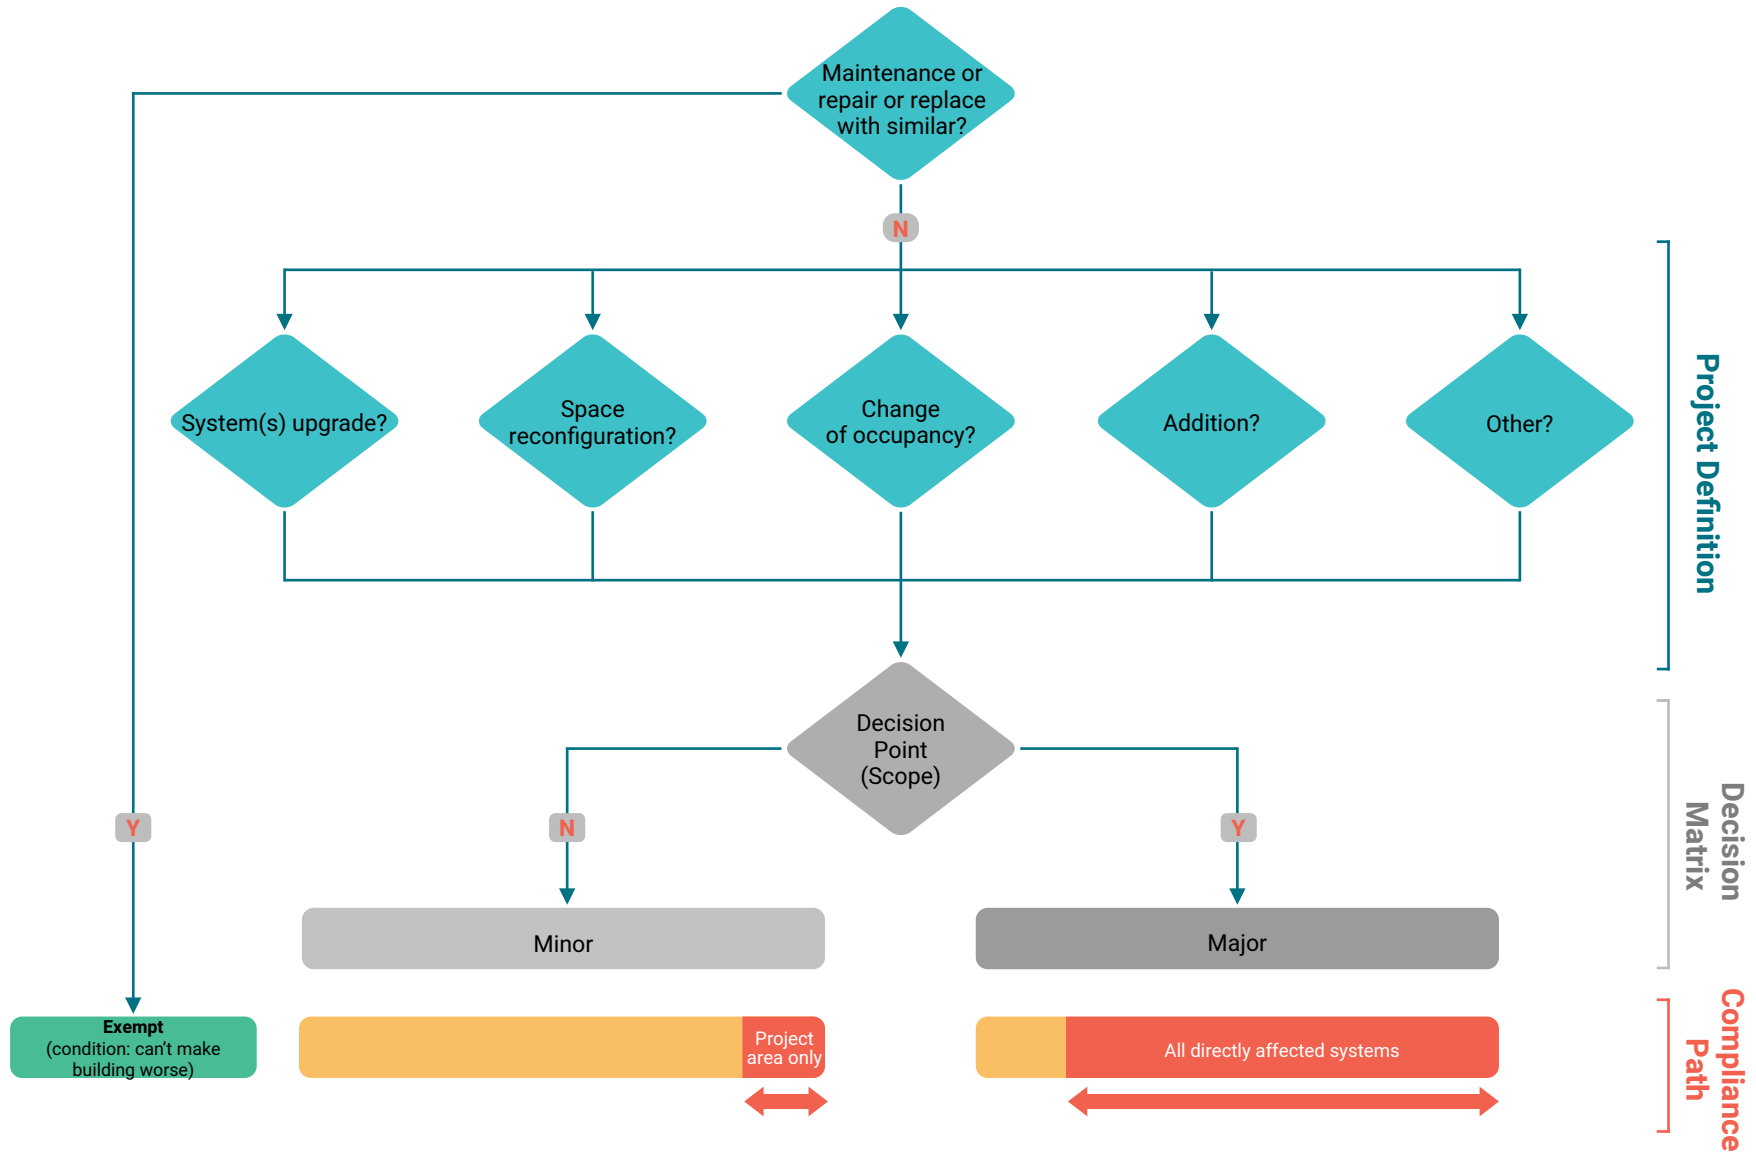 Maintenance or
repair or replace
with similar?
N
System(s) upgrade?
Space
reconfiguration?
Change
of occupancy?
Addition?
Other?
Project Definition
Decision
Point
(Scope)
Y
N
Y
Decision
Matrix
Minor
Major
Exempt
(condition: can't make
building worse)
Project
area only
All directly affected systems
Compliance
Path